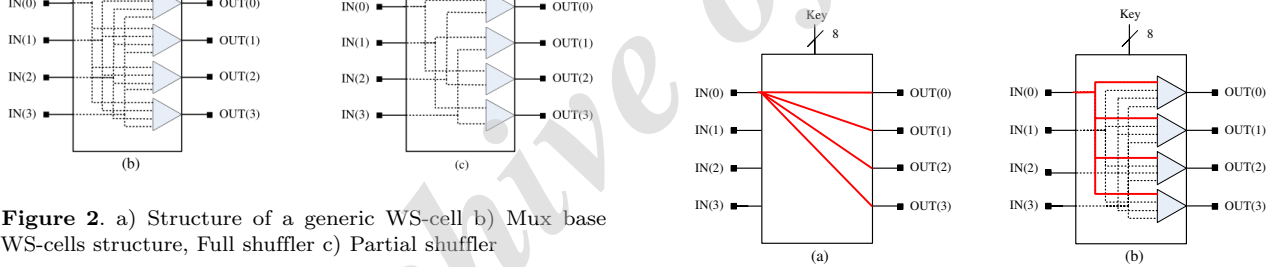 IN(0) OUT(0)
IN(1) OUT(1)
IN(2) OUT(2)
IN(3) OUT(3)
(b)
IN(0) OUT(0)
IN(1) OUT(1)
IN(2) OUT(2)
IN(3) OUT(3)
(c)
Figure 2. a) Structure of a generic WS-cell b) Mux base
WS-cells structure, Full shuffler c) Partial shuffler
Key
8
IN(0) OUT(0)
IN(1) OUT(1)
IN(2) OUT(2)
IN(3) OUT(3)
(a)
Key
8
IN(0) OUT(0)
IN(1) OUT(1)
IN(2) OUT(2)
IN(3) OUT(3)
(b)
hive of